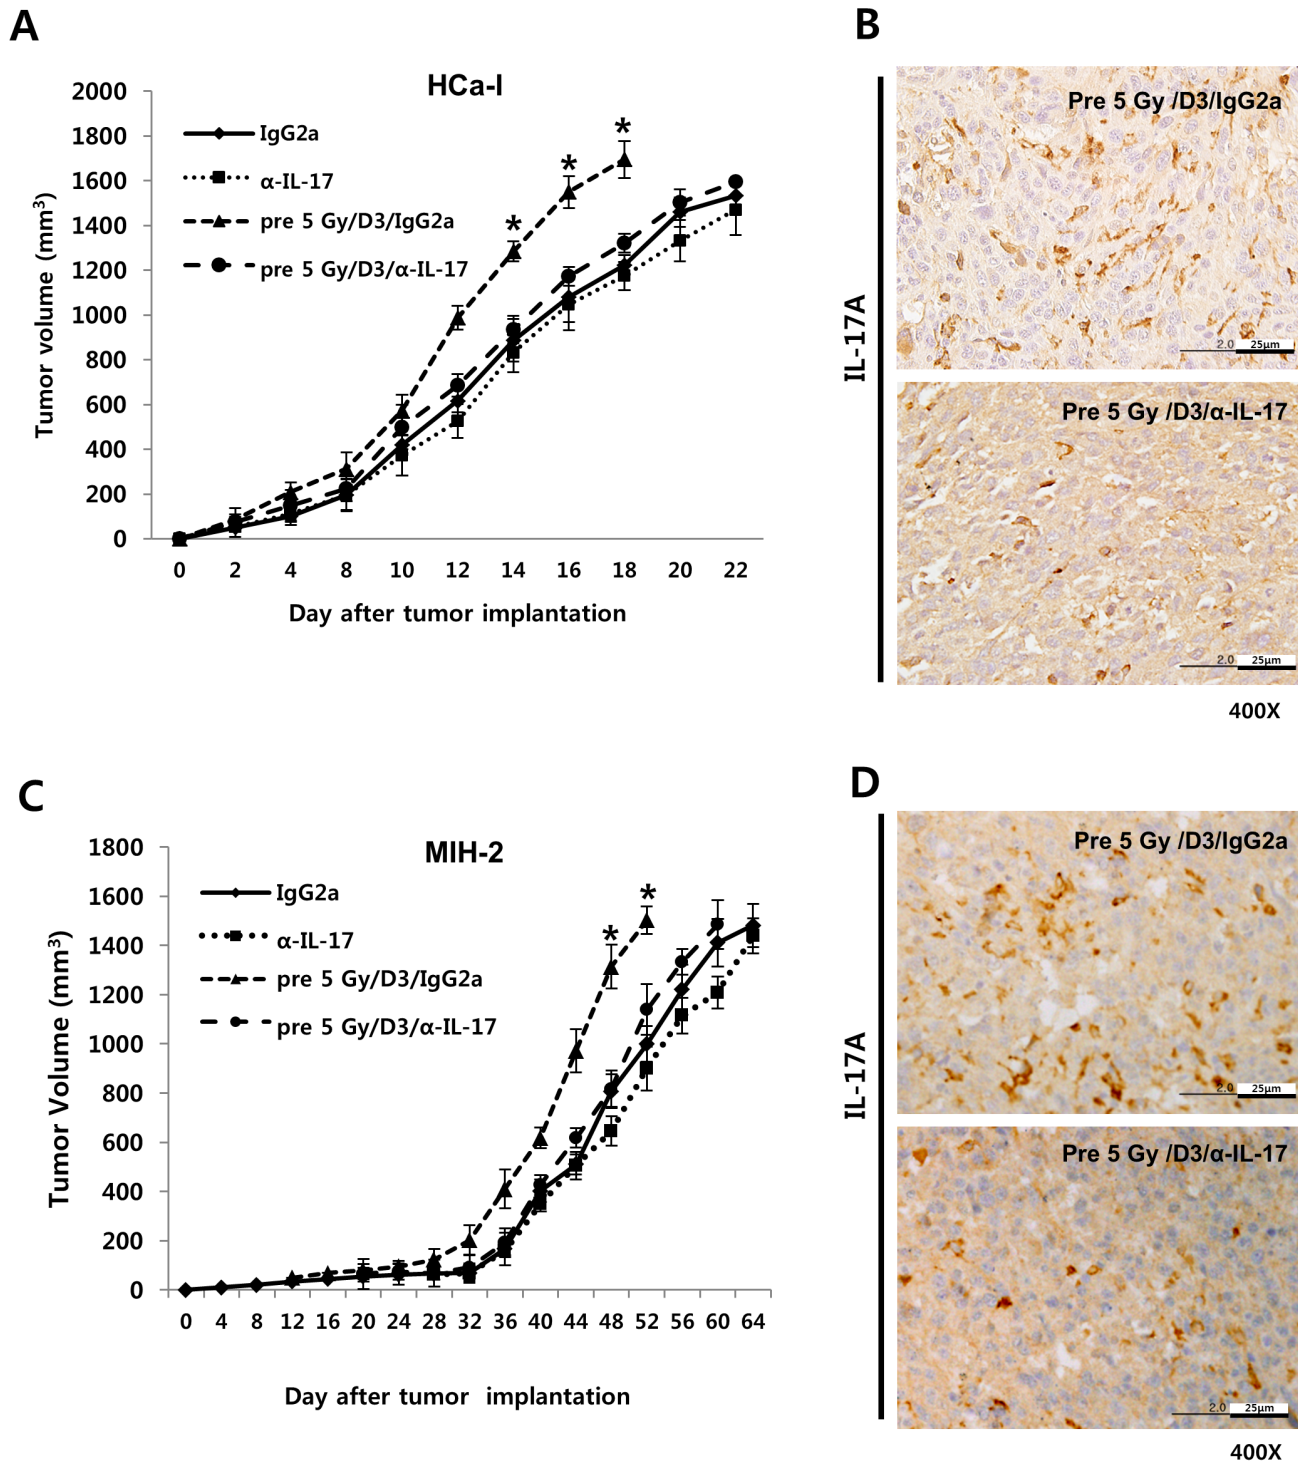 A
HCa-I
2000
1800
1600
1400
1200
1000
800
600
400
200
0
Tumor volume (mm³)
IgG2a
α-IL-17
pre 5 Gy/D3/IgG2a
pre 5 Gy/D3/α-IL-17
*
*
*
0 2 4 8 10 12 14 16 18 20 22
Day after tumor implantation
B
IL-17A
Pre 5 Gy /D3/IgG2a
2.0 25μm
Pre 5 Gy /D3/α-IL-17
2.0 25μm
400X
C
MIH-2
1800
1600
1400
1200
1000
800
600
400
200
0
Tumor Volume (mm³)
IgG2a
α-IL-17
pre 5 Gy/D3/IgG2a
pre 5 Gy/D3/α-IL-17
*
*
0 4 8 12 16 20 24 28 32 36 40 44 48 52 56 60 64
Day after tumor implantation
D
IL-17A
Pre 5 Gy /D3/IgG2a
2.0 25μm
Pre 5 Gy /D3/α-IL-17
2.0 25μm
400X